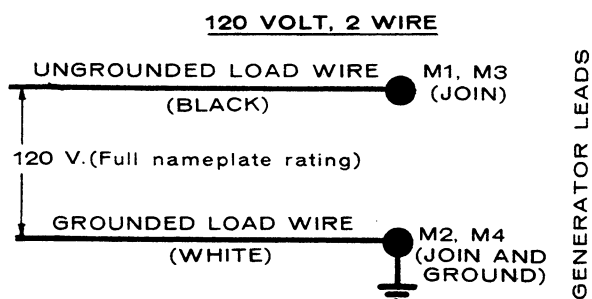 120 VOLT, 2 WIRE
UNGROUNDED LOAD WIRE
(BLACK)
M1, M3
(JOIN)
120 V.(Full nameplate rating)
GROUNDED LOAD WIRE
(WHITE)
M2, M4
(JOIN AND
GROUND)
GENERATOR LEADS